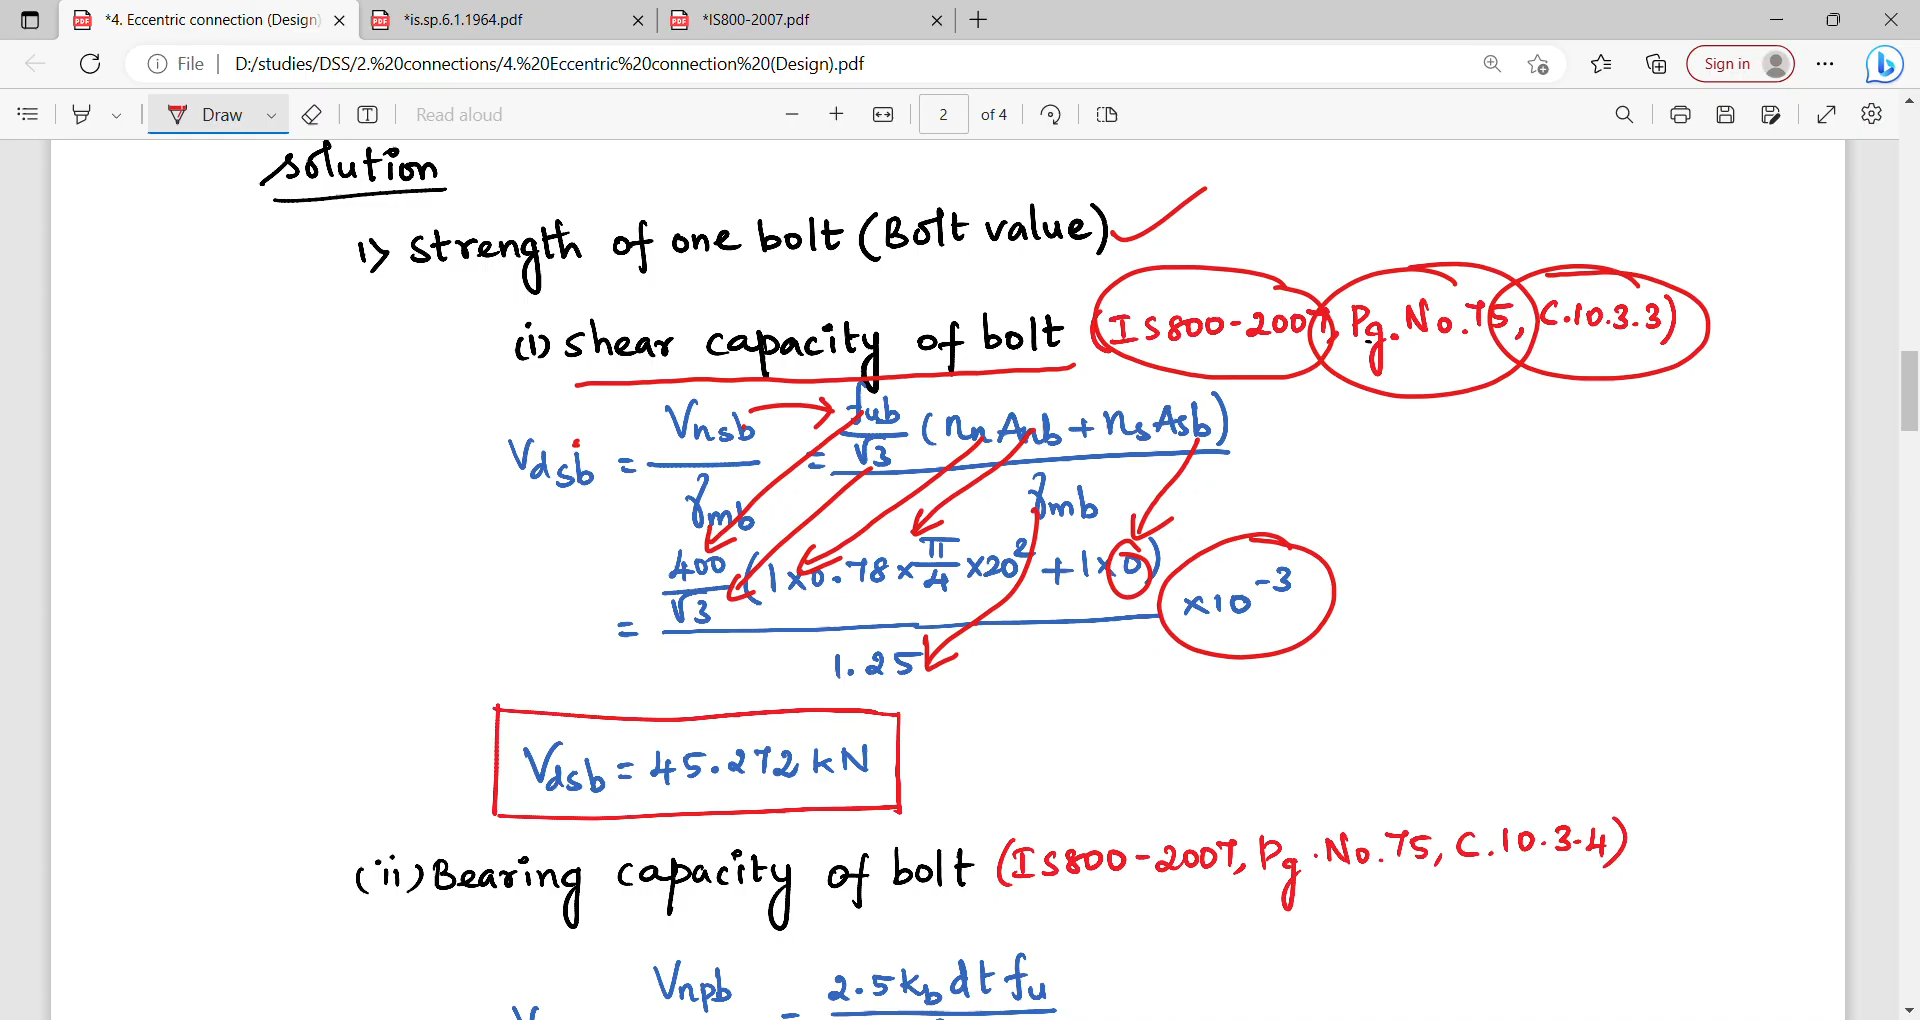 *4. Eccentric connection (Design)
*is.sp.6.1.1964.pdf
*IS800-2007.pdf
File | D:/studies/DSS/2.%20connections/4.%20Eccentric%20connection%20(Design).pdf
Sign in
Draw
Read aloud
2 of 4
solution
1) strength of one bolt (Bolt value)
(i) shear capacity of bolt (IS800-2007, Pg. No.75, C.10.3.3)
Vdsb = Vnsb / γmb = fub/√3 (nn Anb + ns Asb) / γmb
= 400/√3 (1 × 0.78 × π/4 × 20² + 1 × 0) / 1.25 × 10⁻³
Vdsb = 45.272 kN
(ii) Bearing capacity of bolt (IS800-2007, Pg. No.75, C.10.3.4)
Vnpb = 2.5 kb d t fu